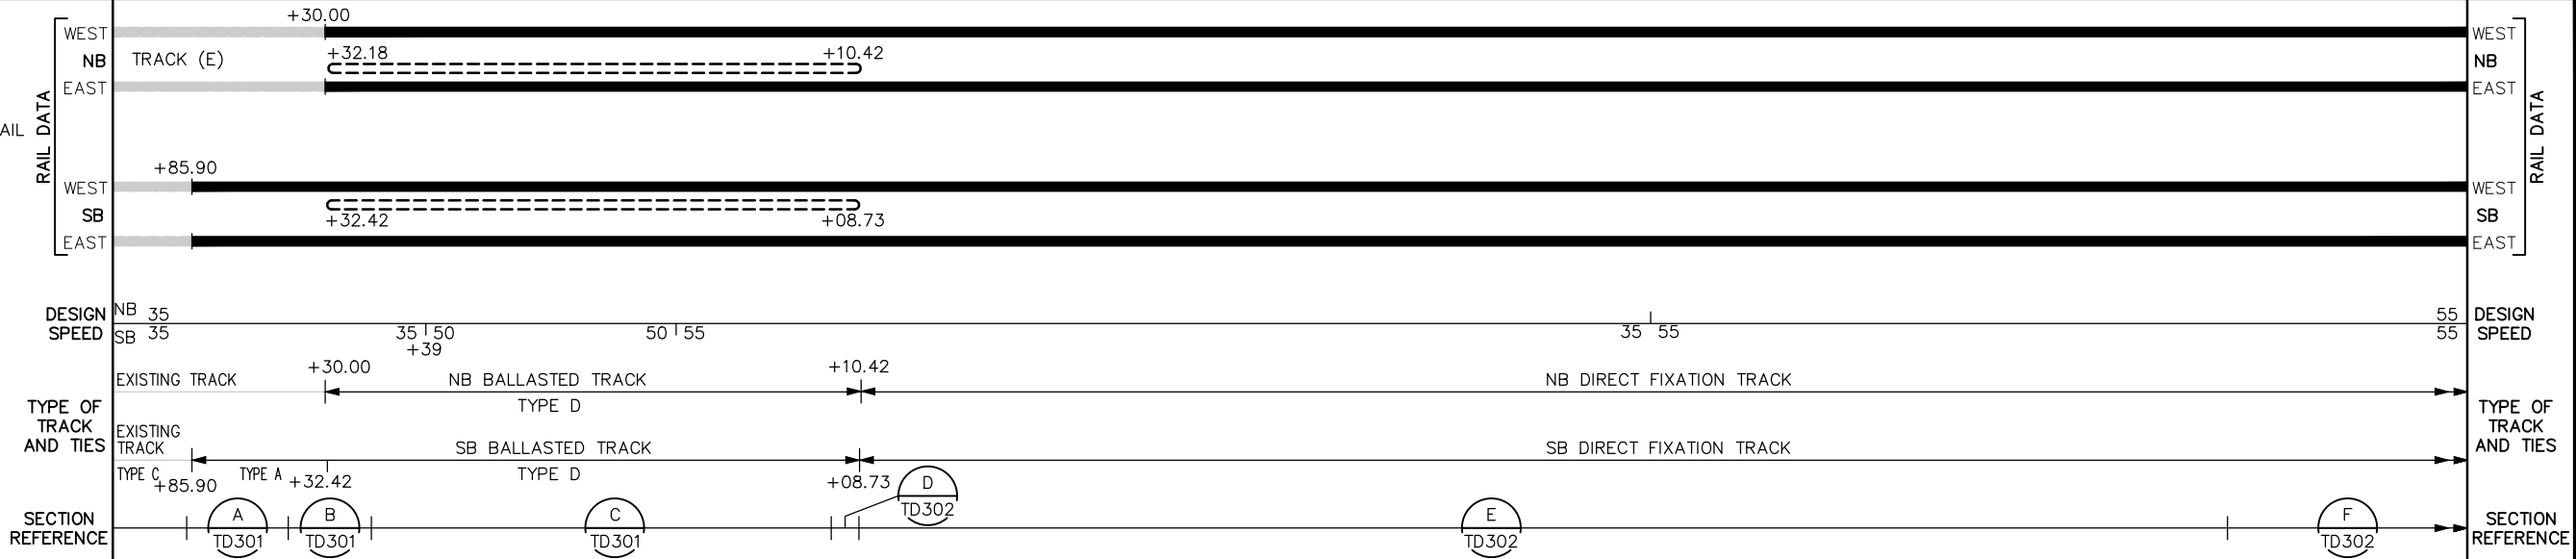 +30.00
WEST
WEST
NB
TRACK (E)
+32.18
+10.42
NB
EAST
EAST
AIL
RAIL DATA
RAIL DATA
+85.90
WEST
WEST
SB
+32.42
+08.73
SB
EAST
EAST
DESIGN
SPEED
NB 35
SB 35
35 50
+39
50 55
35 55
55
55
DESIGN
SPEED
+30.00
+10.42
EXISTING TRACK
NB BALLASTED TRACK
NB DIRECT FIXATION TRACK
TYPE D
TYPE OF
TRACK
AND TIES
TYPE OF
TRACK
AND TIES
EXISTING
TRACK
SB BALLASTED TRACK
SB DIRECT FIXATION TRACK
TYPE C
+85.90
TYPE A
+32.42
TYPE D
+08.73
D
TD302
SECTION
REFERENCE
A
TD301
B
TD301
C
TD301
E
TD302
F
TD302
SECTION
REFERENCE